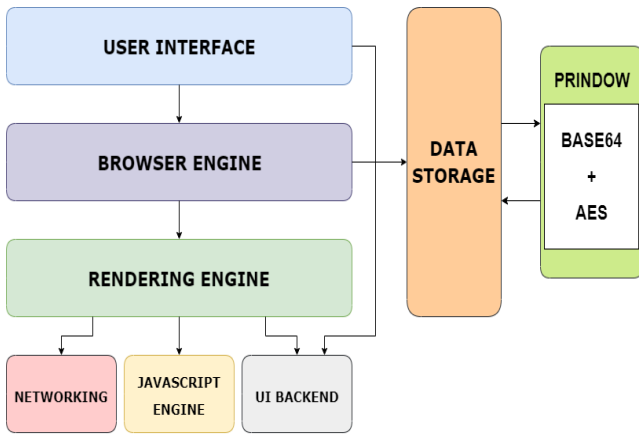 USER INTERFACE
BROWSER ENGINE
RENDERING ENGINE
NETWORKING
JAVASCRIPT
ENGINE
UI BACKEND
DATA
STORAGE
PRINDOW
BASE64
+
AES